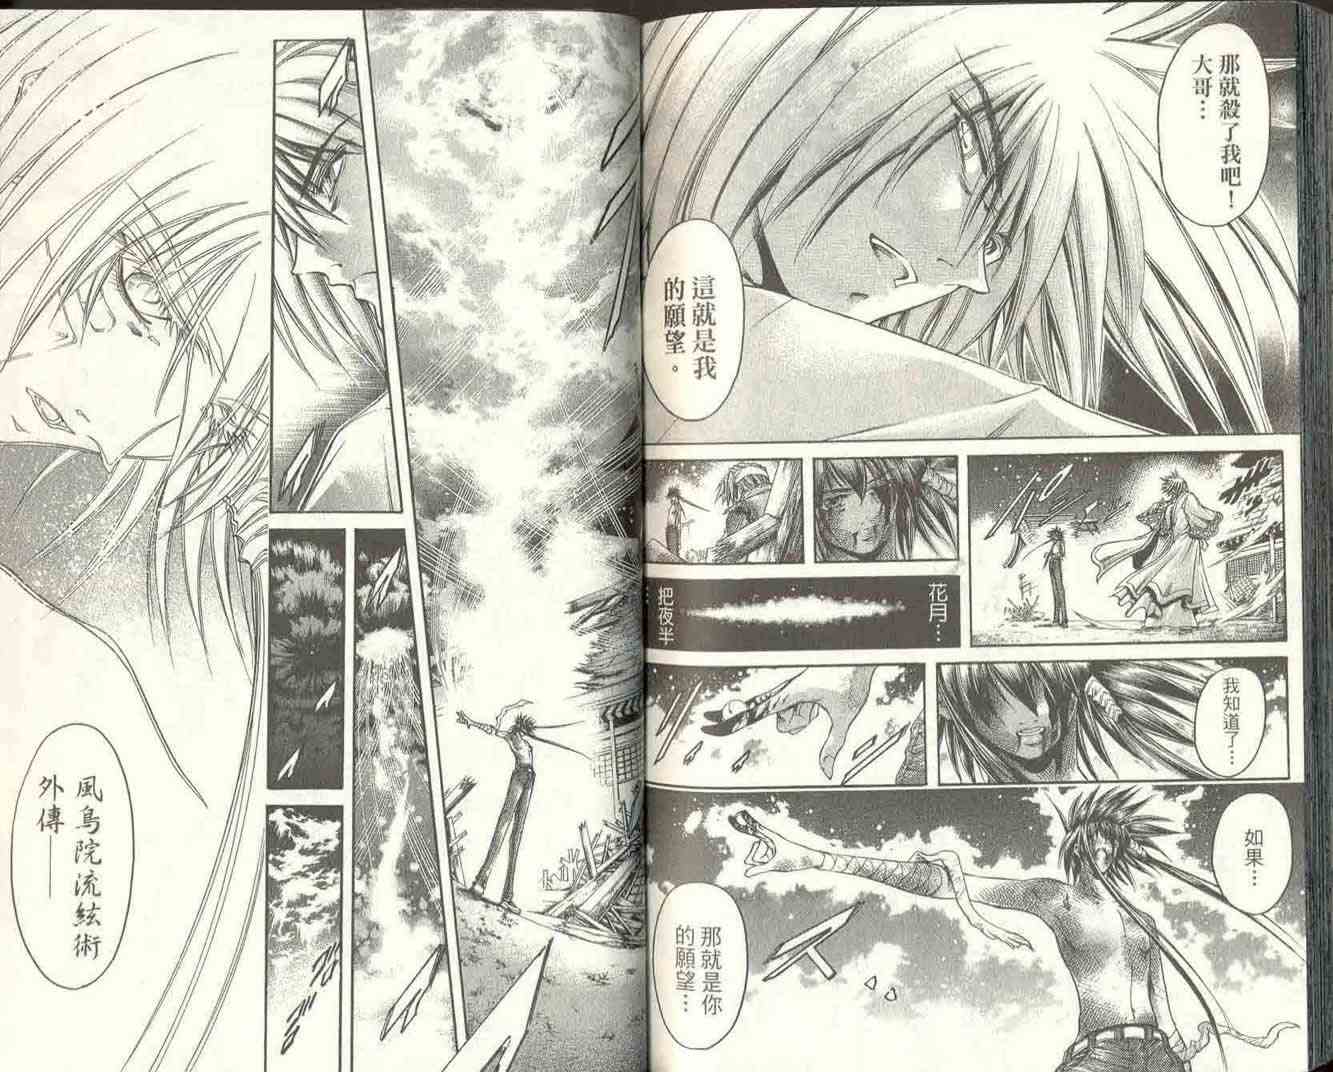 那就殺了我吧！
大哥…
這就是我
的願望。
花月…
把夜半
…
我知道了…
如果…
那就是你
的願望…
風鳥院流絃術
外傳——